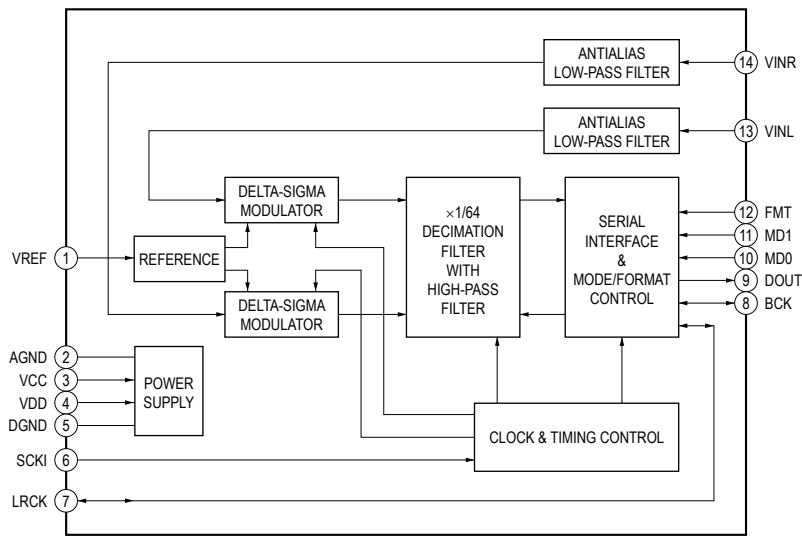 ANTIALIAS
LOW-PASS FILTER
14 VINR
ANTIALIAS
LOW-PASS FILTER
13 VINL
DELTA-SIGMA
MODULATOR
×1/64
DECIMATION
FILTER
WITH
HIGH-PASS
FILTER
SERIAL
INTERFACE
&
MODE/FORMAT
CONTROL
12 FMT
11 MD1
10 MD0
9 DOUT
8 BCK
VREF 1
REFERENCE
DELTA-SIGMA
MODULATOR
AGND 2
VCC 3
VDD 4
DGND 5
POWER
SUPPLY
CLOCK & TIMING CONTROL
SCKI 6
LRCK 7